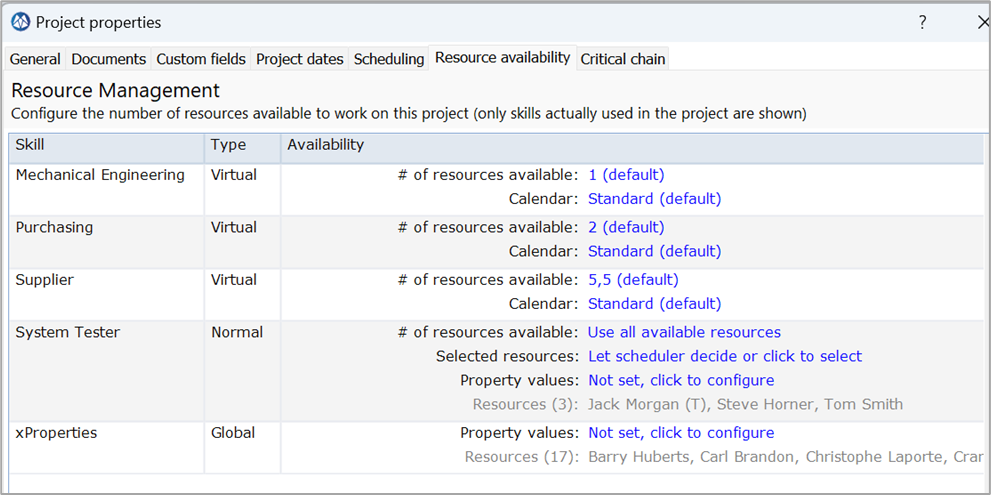 Project properties ?
General Documents Custom fields Project dates Scheduling Resource availability Critical chain
Resource Management
Configure the number of resources available to work on this project (only skills actually used in the project are shown)
Skill Type Availability
Mechanical Engineering Virtual # of resources available: 1 (default)
Calendar: Standard (default)
Purchasing Virtual # of resources available: 2 (default)
Calendar: Standard (default)
Supplier Virtual # of resources available: 5,5 (default)
Calendar: Standard (default)
System Tester Normal # of resources available: Use all available resources
Selected resources: Let scheduler decide or click to select
Property values: Not set, click to configure
Resources (3): Jack Morgan (T), Steve Horner, Tom Smith
xProperties Global Property values: Not set, click to configure
Resources (17): Barry Huberts, Carl Brandon, Christophe Laporte, Crar